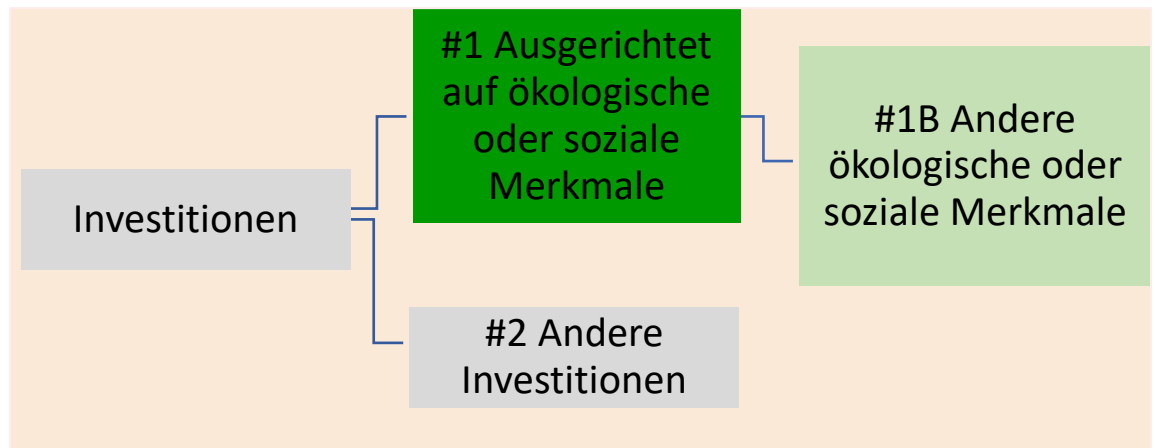 #1 Ausgerichtet
auf ökologische
oder soziale
Merkmale
#1B Andere
ökologische oder
soziale Merkmale
Investitionen
#2 Andere
Investitionen